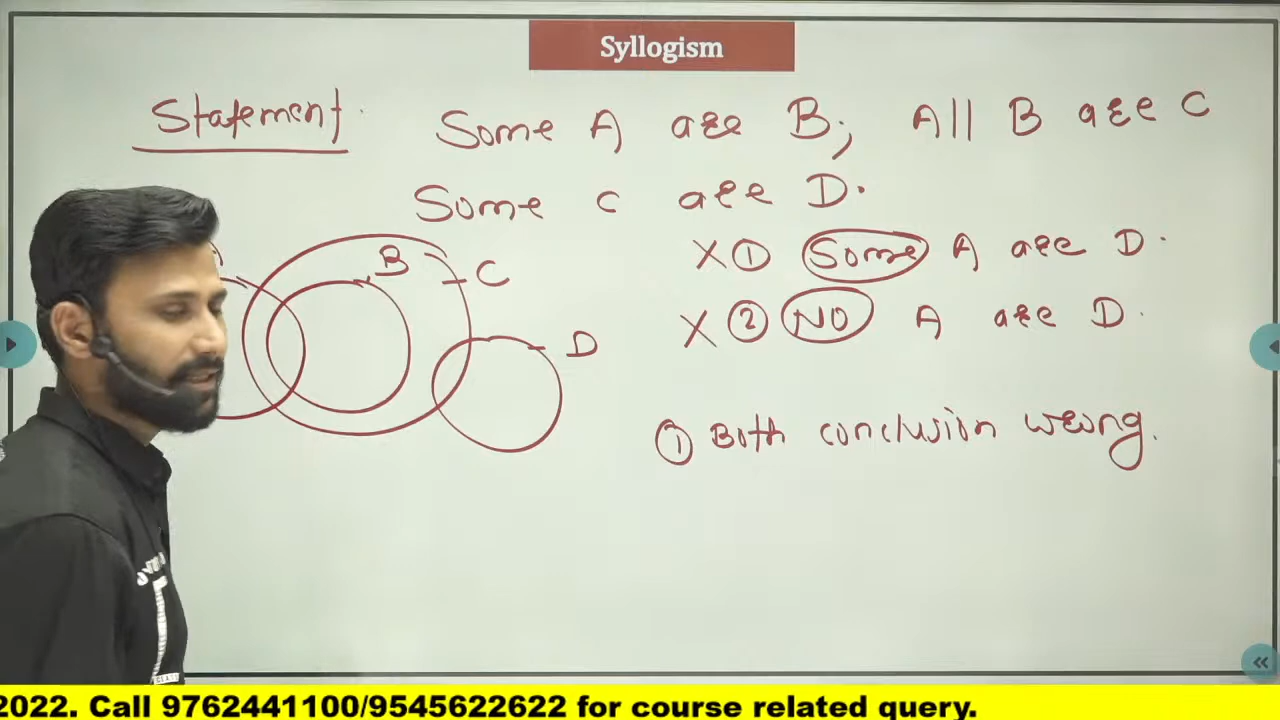 Syllogism
Statement
Some A are B; All B are C
Some C are D.
X ① Some A are D.
X ② No A are D.
B
C
D
① Both conclusion wrong.
2022. Call 9762441100/9545622622 for course related query.